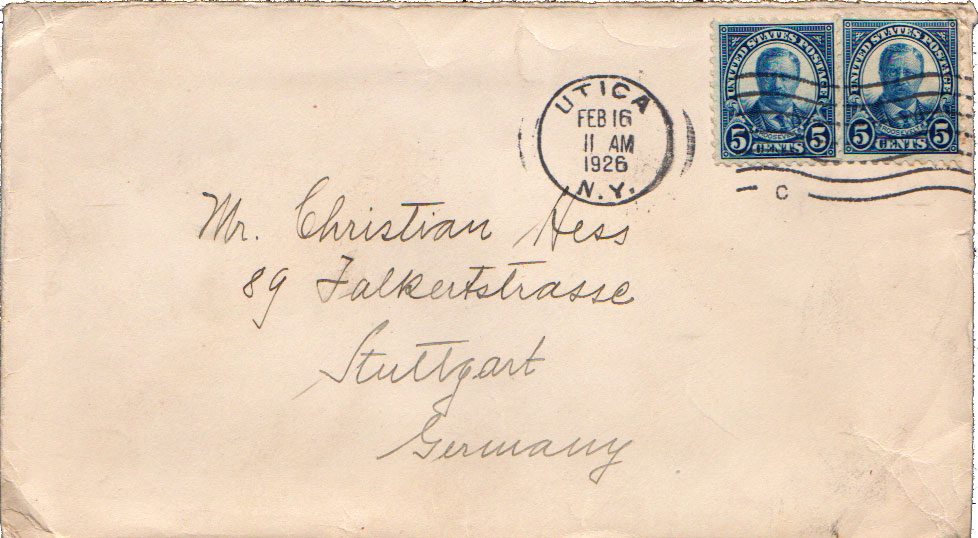 UNITED STATES POSTAGE UNITED STATES POSTAGE
ROOSEVELT ROOSEVELT
5 CENTS 5 5 CENTS 5
UTICA
FEB 16
11 AM
1926
N.Y.
C
Mr. Christian Hess
89 Falkertstrasse
Stuttgart
Germany